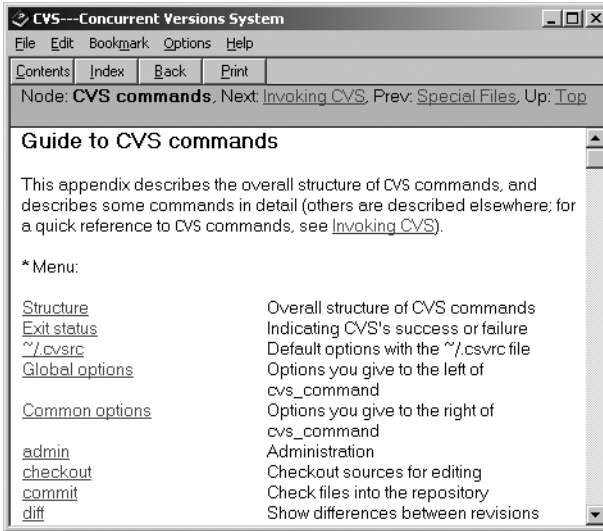 CVS---Concurrent Versions System
File Edit Bookmark Options Help
Contents Index Back Print
Node: CVS commands, Next: Invoking CVS, Prev: Special Files, Up: Top
Guide to CVS commands
This appendix describes the overall structure of CVS commands, and
describes some commands in detail (others are described elsewhere; for
a quick reference to CVS commands, see Invoking CVS).
* Menu:
Structure Overall structure of CVS commands
Exit status Indicating CVS's success or failure
~/.cvsrc Default options with the ~/.csvrc file
Global options Options you give to the left of
cvs_command
Common options Options you give to the right of
cvs_command
admin Administration
checkout Checkout sources for editing
commit Check files into the repository
diff Show differences between revisions